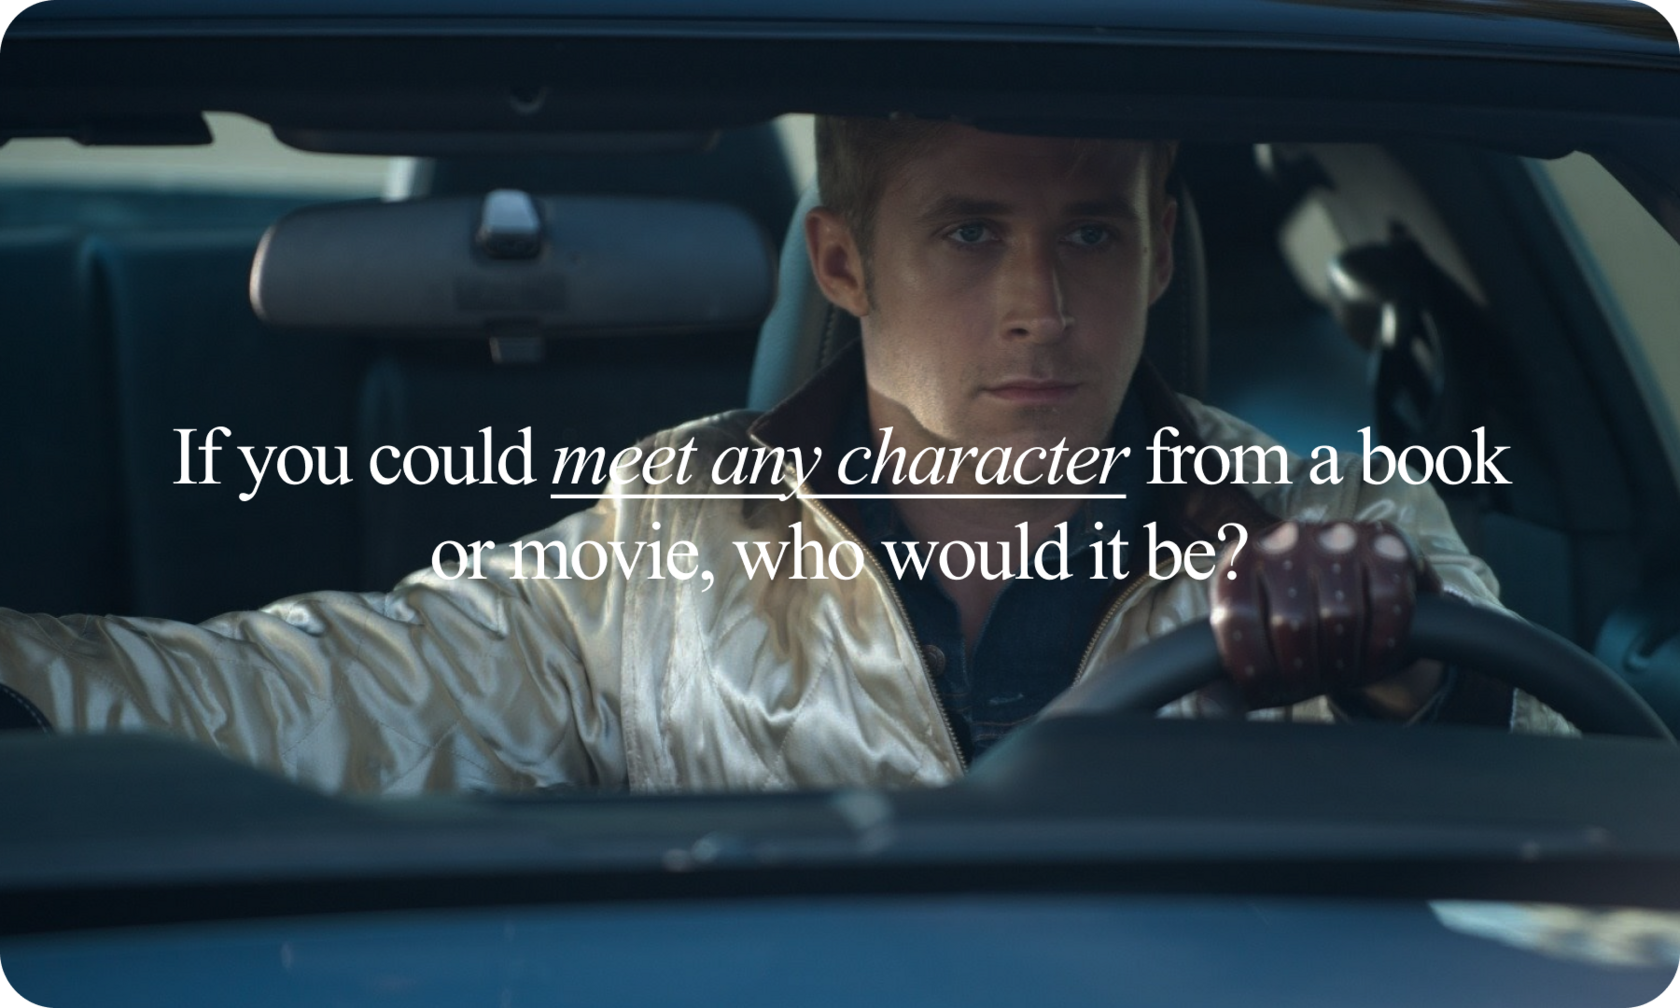 If you could meet any character from a book
or movie, who would it be?